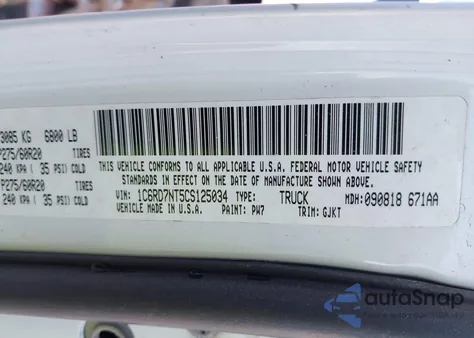 3085 KG 6800 LB
P275/60R20 TIRES
240 KPA ( 35 PSI) COLD
P275/60R20 TIRES
240 KPA ( 35 PSI) COLD
THIS VEHICLE CONFORMS TO ALL APPLICABLE U.S.A. FEDERAL MOTOR VEHICLE SAFETY
STANDARDS IN EFFECT ON THE DATE OF MANUFACTURE SHOWN ABOVE.
VIN: 1C6RD7NT5CS125034 TYPE: TRUCK MDH: 090818 671AA
VEHICLE MADE IN U.S.A. PAINT: PW7 TRIM: GJKT
autoSnap